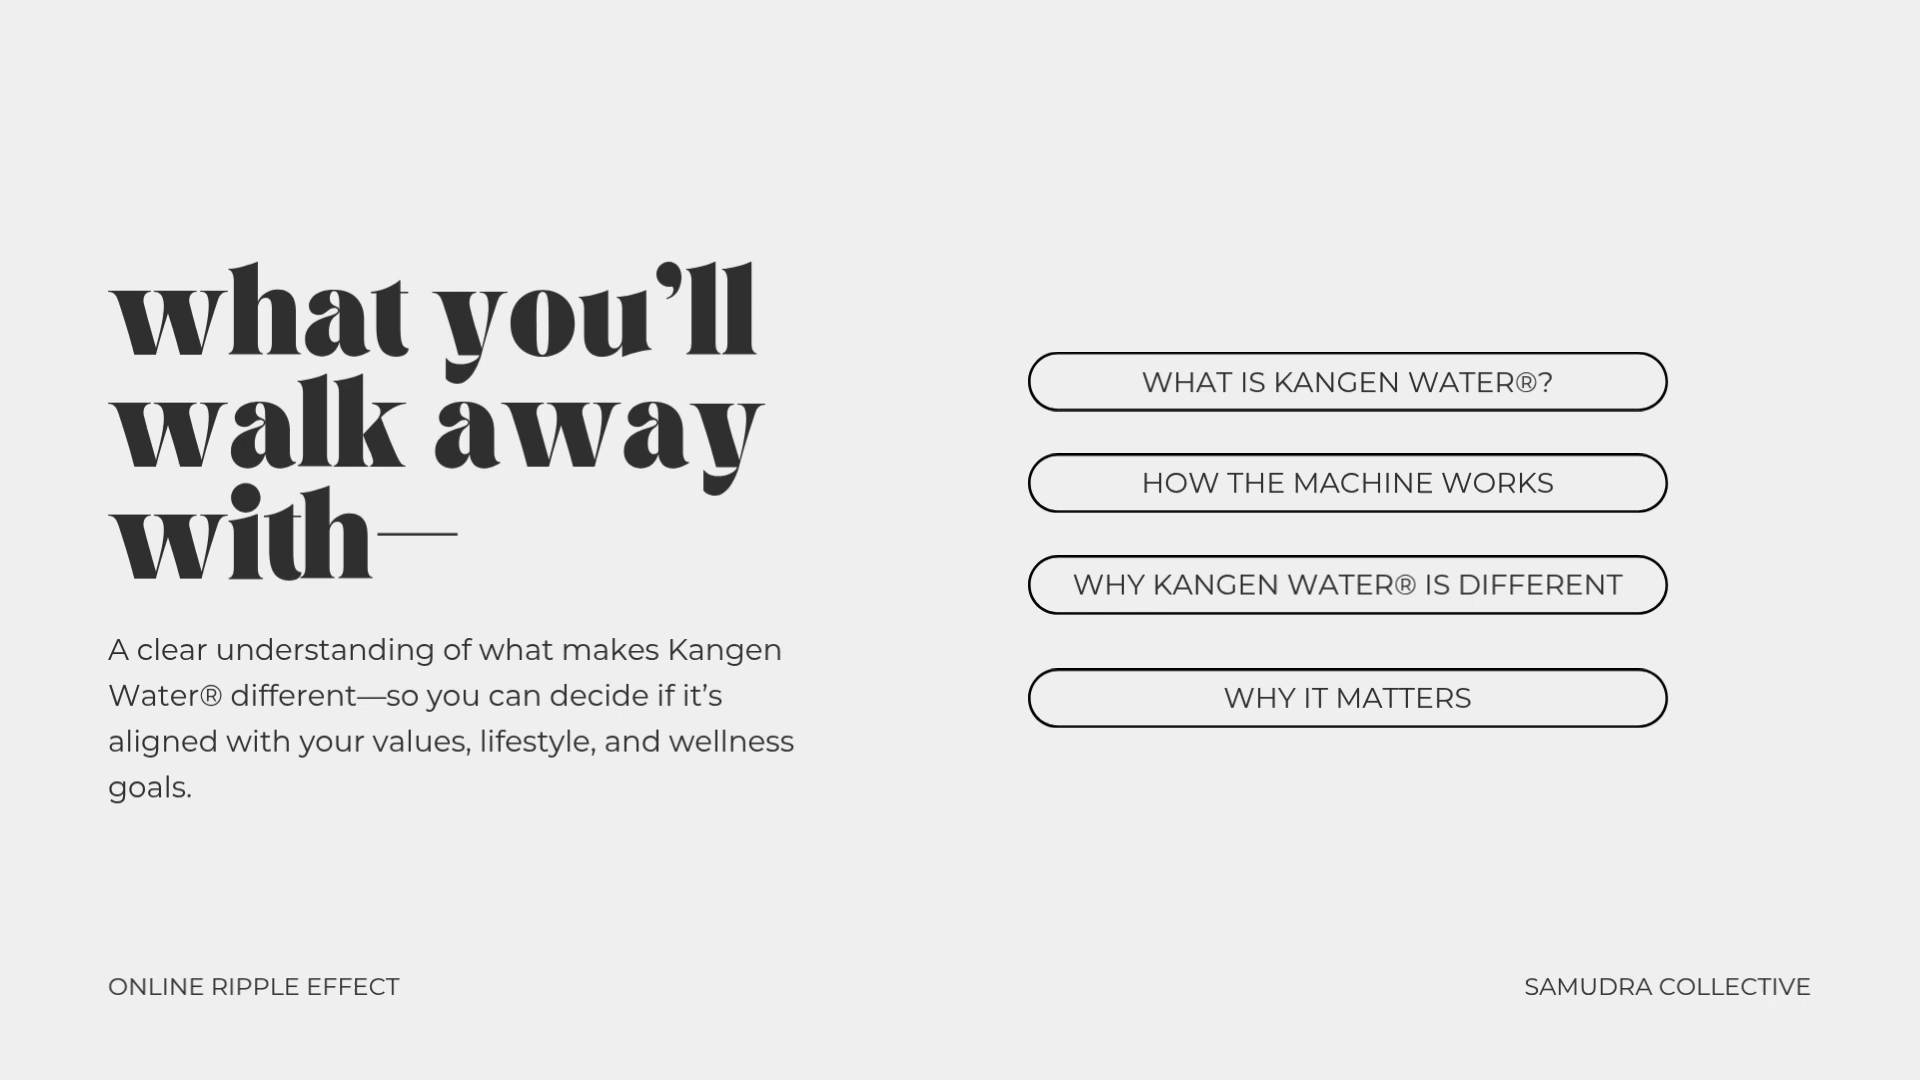 what you’ll
walk away
with—
A clear understanding of what makes Kangen
Water® different—so you can decide if it’s
aligned with your values, lifestyle, and wellness
goals.
WHAT IS KANGEN WATER®?
HOW THE MACHINE WORKS
WHY KANGEN WATER® IS DIFFERENT
WHY IT MATTERS
ONLINE RIPPLE EFFECT
SAMUDRA COLLECTIVE